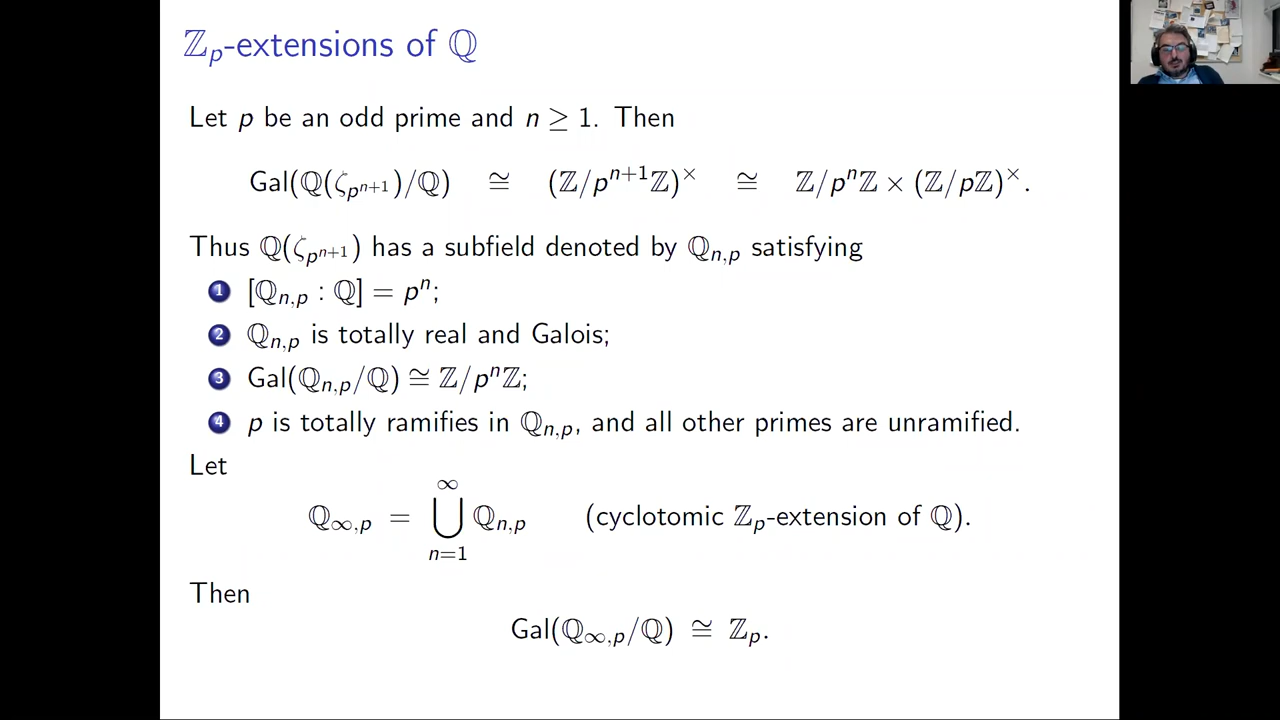 ℤ_p-extensions of ℚ
Let p be an odd prime and n ≥ 1. Then
Gal(ℚ(ζ_{p^{n+1}})/ℚ) ≅ (ℤ/p^{n+1}ℤ)^× ≅ ℤ/p^nℤ × (ℤ/pℤ)^×.
Thus ℚ(ζ_{p^{n+1}}) has a subfield denoted by ℚ_{n,p} satisfying
1 [ℚ_{n,p} : ℚ] = p^n;
2 ℚ_{n,p} is totally real and Galois;
3 Gal(ℚ_{n,p}/ℚ) ≅ ℤ/p^nℤ;
4 p is totally ramifies in ℚ_{n,p}, and all other primes are unramified.
Let
ℚ_{∞,p} = ⋃_{n=1}^{∞} ℚ_{n,p} (cyclotomic ℤ_p-extension of ℚ).
Then
Gal(ℚ_{∞,p}/ℚ) ≅ ℤ_p.